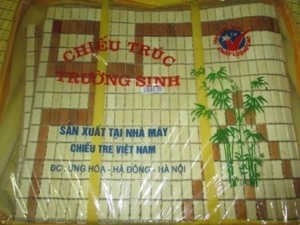 CHIẾU TRÚC
TRƯỜNG SINH
SẢN XUẤT TẠI NHÀ MÁY
CHIẾU TRE VIỆT NAM
ĐC: ỨNG HÒA - HÀ ĐÔNG - HÀ NỘI